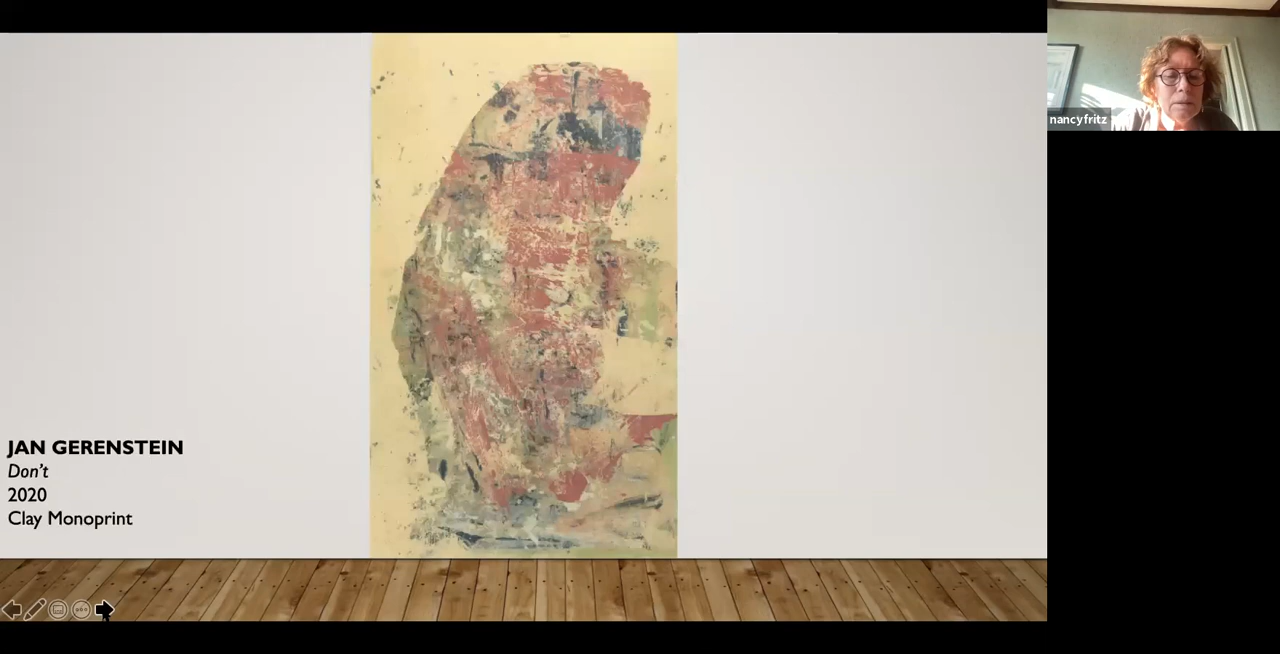 nancyfritz
JAN GERENSTEIN
Don't
2020
Clay Monoprint